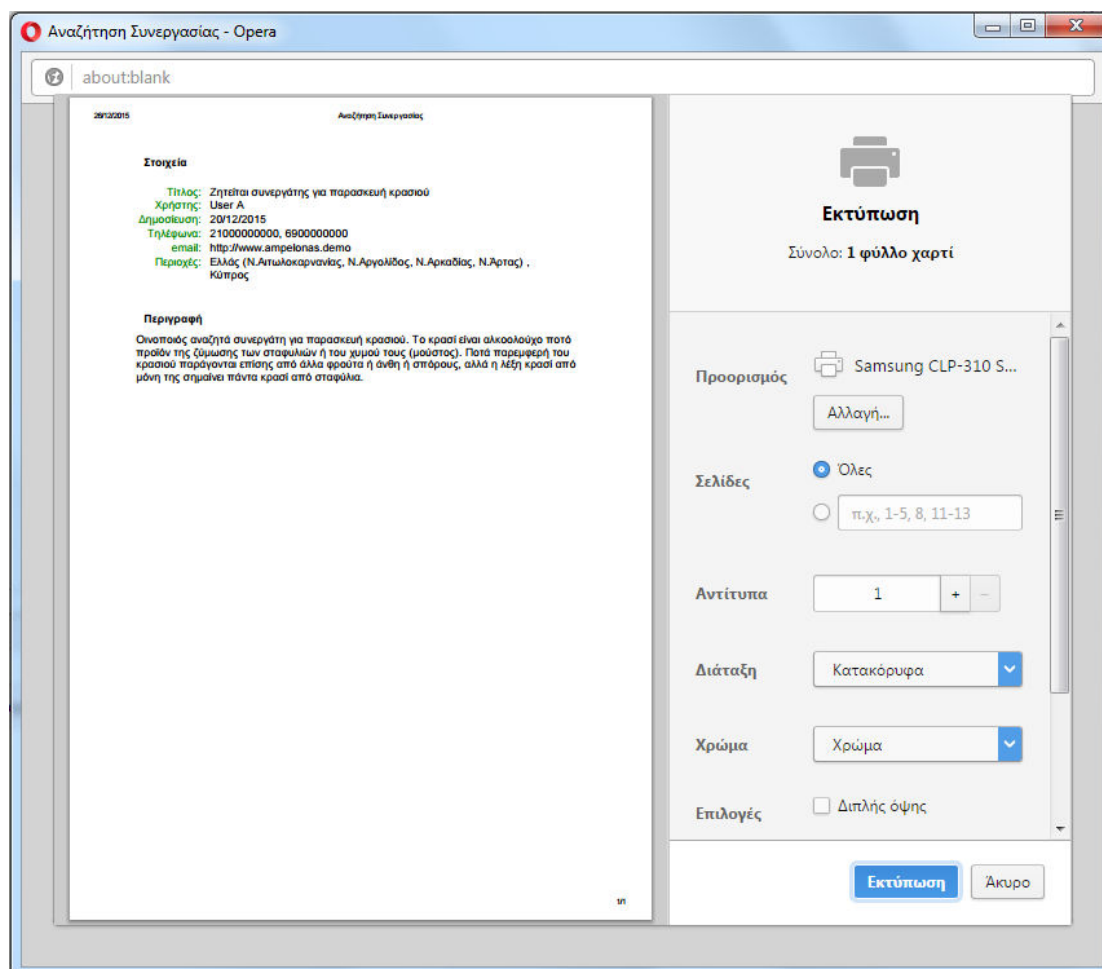 Αναζήτηση Συνεργασίας - Opera
about:blank
26/12/2015 Αναζήτηση Συνεργασίας
Στοιχεία
Τίτλος: Ζητείται συνεργάτης για παρασκευή κρασιού
Χρήστης: User A
Δημοσίευση: 20/12/2015
Τηλέφωνα: 21000000000, 6900000000
email: http://www.ampelonas.demo
Περιοχές: Ελλάς (Ν.Αιτωλοκαρνανίας, Ν.Αργολίδος, Ν.Αρκαδίας, Ν.Άρτας) ,
Κύπρος
Περιγραφή
Οινοποιός αναζητά συνεργάτη για παρασκευή κρασιού. Το κρασί είναι αλκοολούχο ποτό
προϊόν της ζύμωσης των σταφυλιών ή του χυμού τους (μούστος). Ποτά παρεμφερή του
κρασιού παράγονται επίσης από άλλα φρούτα ή άνθη ή σπόρους, αλλά η λέξη κρασί από
μόνη της σημαίνει πάντα κρασί από σταφύλια.
1/1
Εκτύπωση
Σύνολο: 1 φύλλο χαρτί
Προορισμός Samsung CLP-310 S...
Αλλαγή...
Σελίδες Όλες
π.χ., 1-5, 8, 11-13
Αντίτυπα 1 + −
Διάταξη Κατακόρυφα
Χρώμα Χρώμα
Επιλογές Διπλής όψης
Εκτύπωση Άκυρο